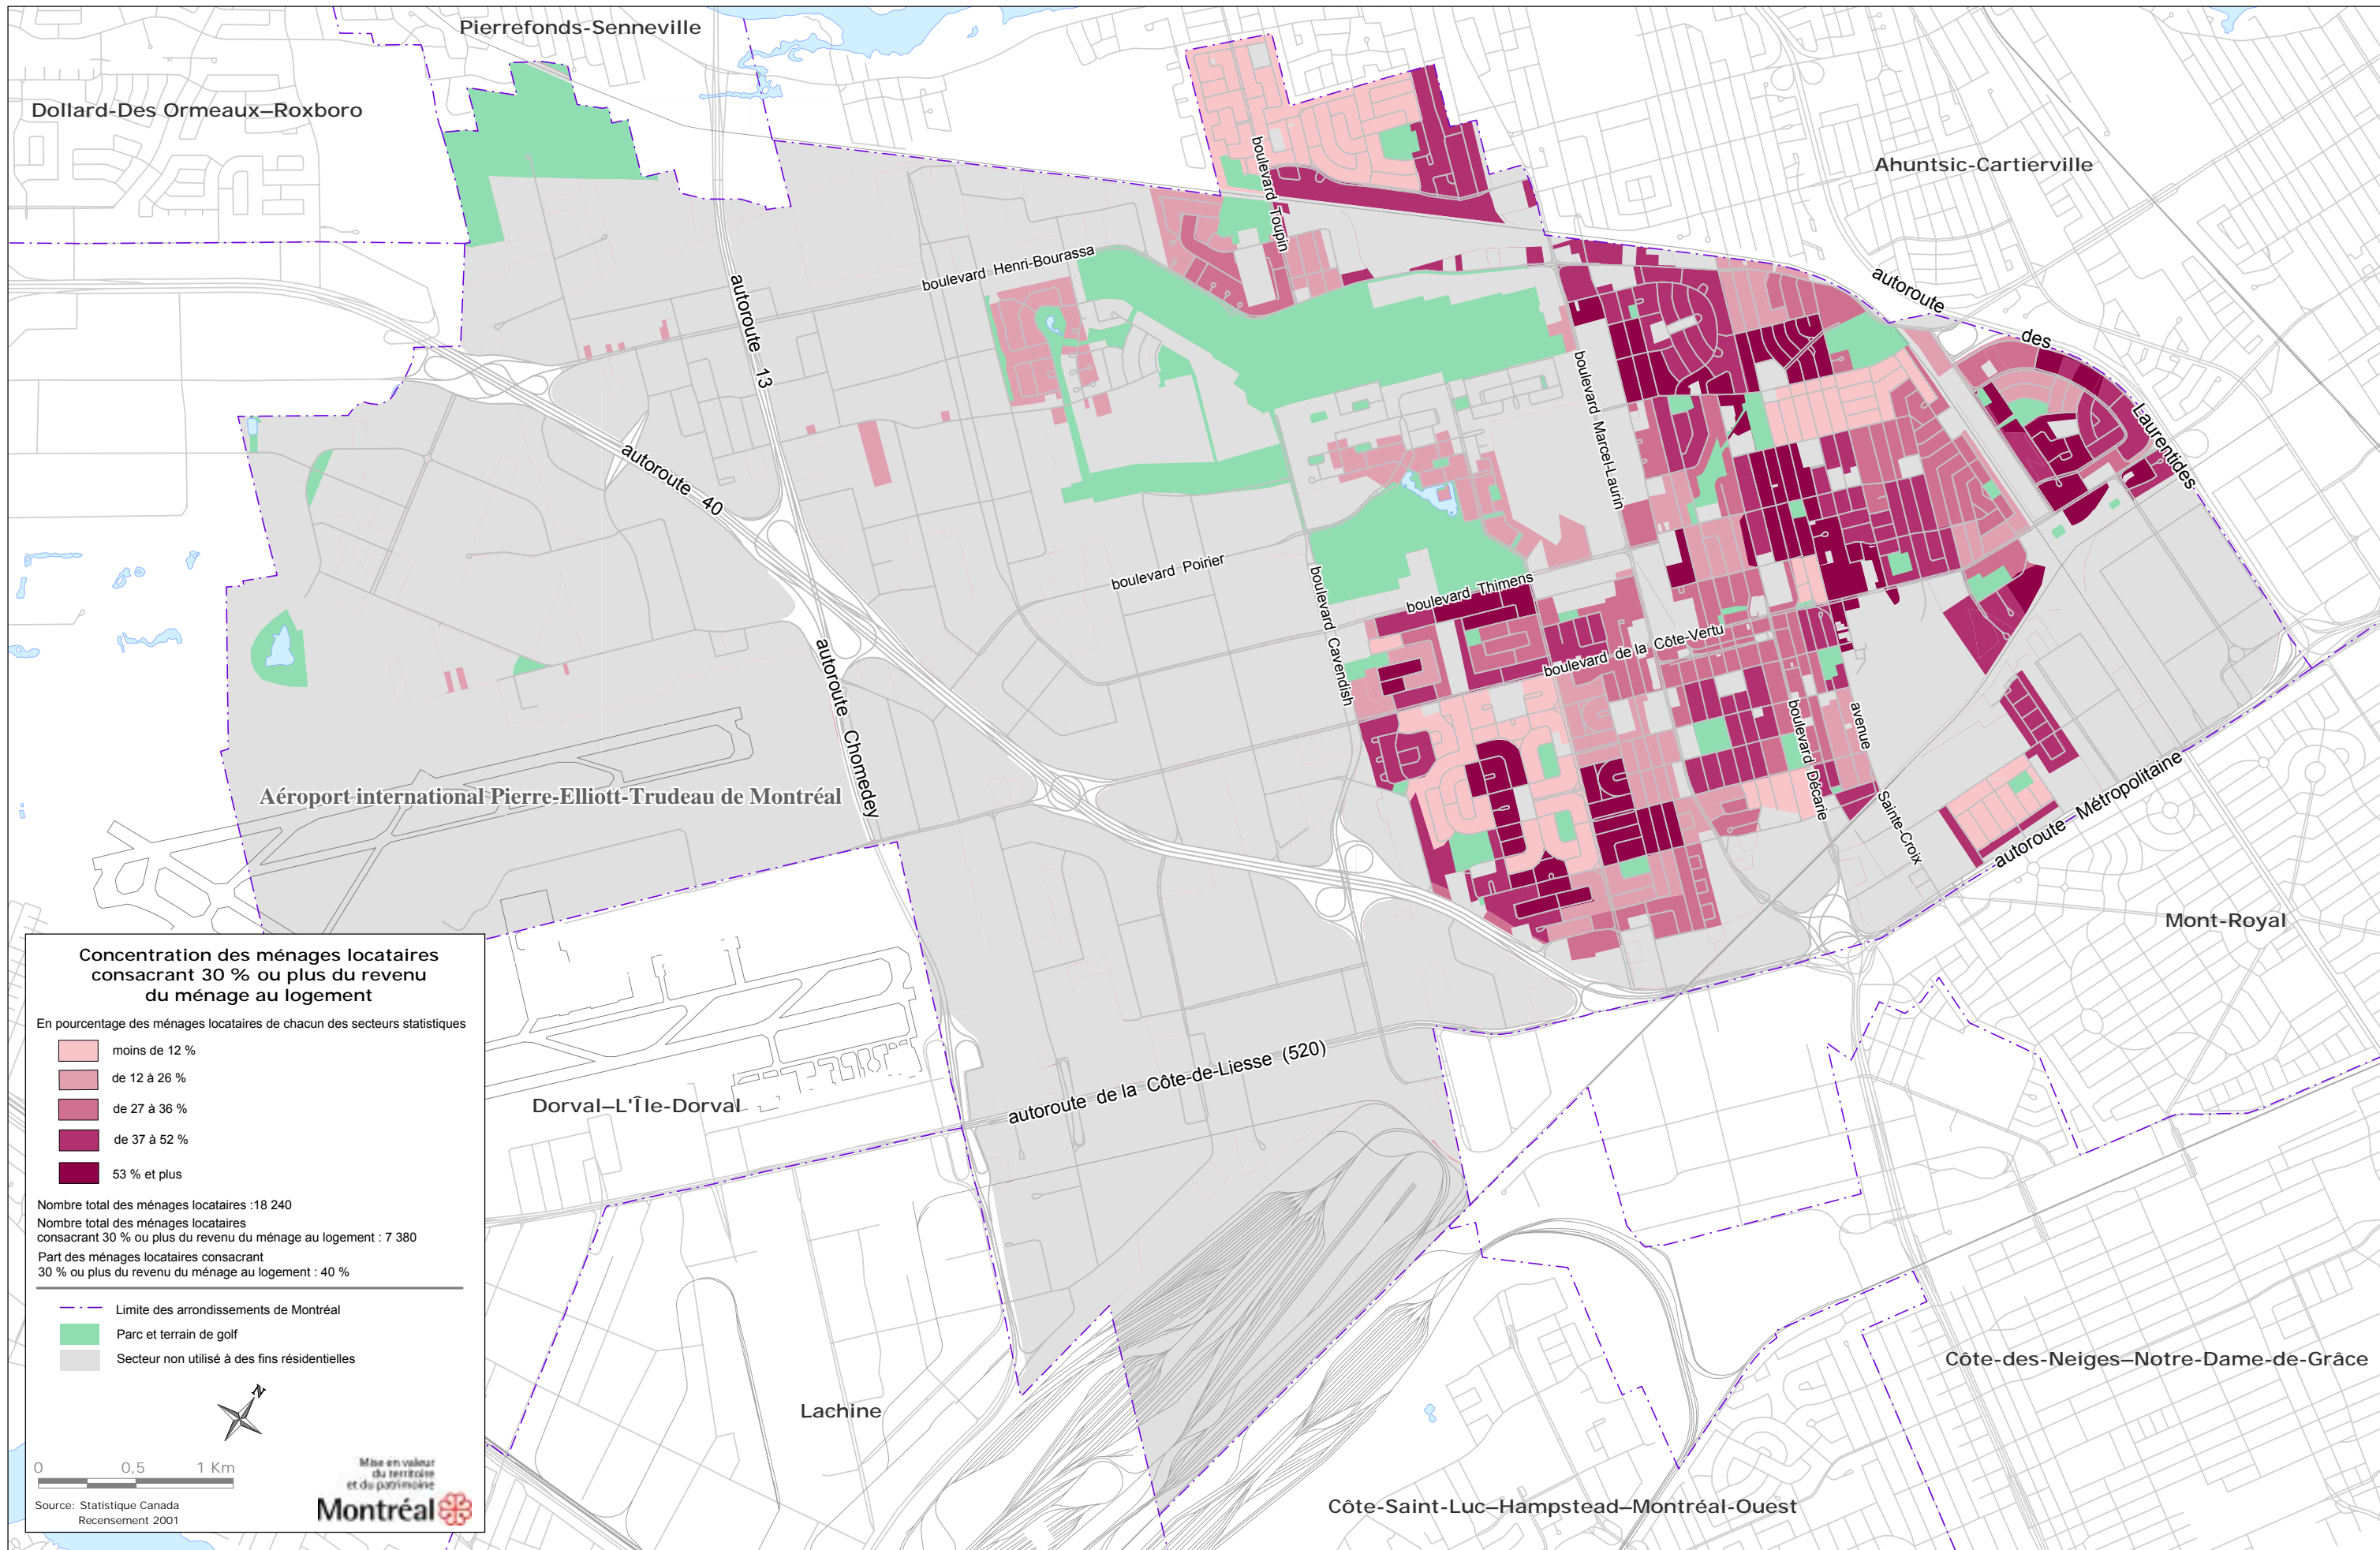 Pierrefonds-Senneville
Dollard-Des Ormeaux–Roxboro
Ahuntsic-Cartierville
boulevard Toupin
boulevard Henri-Bourassa
autoroute 13
autoroute des Laurentides
boulevard Marcel-Laurin
autoroute 40
boulevard Poirier
boulevard Thimens
boulevard Cavendish
boulevard de la Côte-Vertu
autoroute Chomedey
boulevard Décarie
avenue Sainte-Croix
Aéroport international Pierre-Elliott-Trudeau de Montréal
autoroute Métropolitaine
Mont-Royal
autoroute de la Côte-de-Liesse (520)
Dorval–L'Île-Dorval
Lachine
Côte-des-Neiges–Notre-Dame-de-Grâce
Côte-Saint-Luc–Hampstead–Montréal-Ouest
Concentration des ménages locataires
consacrant 30 % ou plus du revenu
du ménage au logement
En pourcentage des ménages locataires de chacun des secteurs statistiques
moins de 12 %
de 12 à 26 %
de 27 à 36 %
de 37 à 52 %
53 % et plus
Nombre total des ménages locataires :18 240
Nombre total des ménages locataires
consacrant 30 % ou plus du revenu du ménage au logement : 7 380
Part des ménages locataires consacrant
30 % ou plus du revenu du ménage au logement : 40 %
Limite des arrondissements de Montréal
Parc et terrain de golf
Secteur non utilisé à des fins résidentielles
N
0 0,5 1 Km
Source: Statistique Canada
Recensement 2001
Mise en valeur
du territoire
et du patrimoine
Montréal